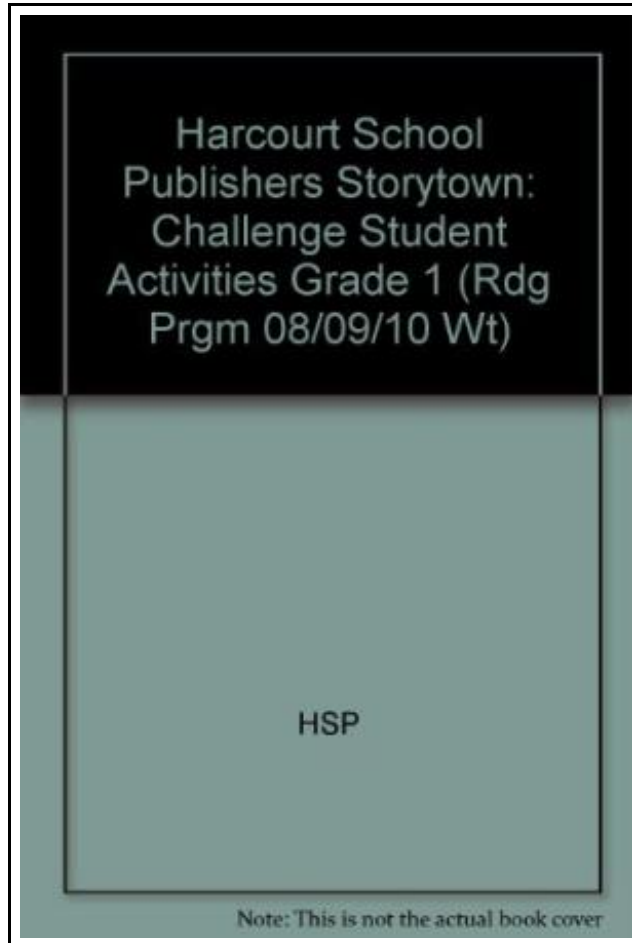 Harcourt School
Publishers Storytown:
Challenge Student
Activities Grade 1 (Rdg
Prgm 08/09/10 Wt)
HSP
Note: This is not the actual book cover